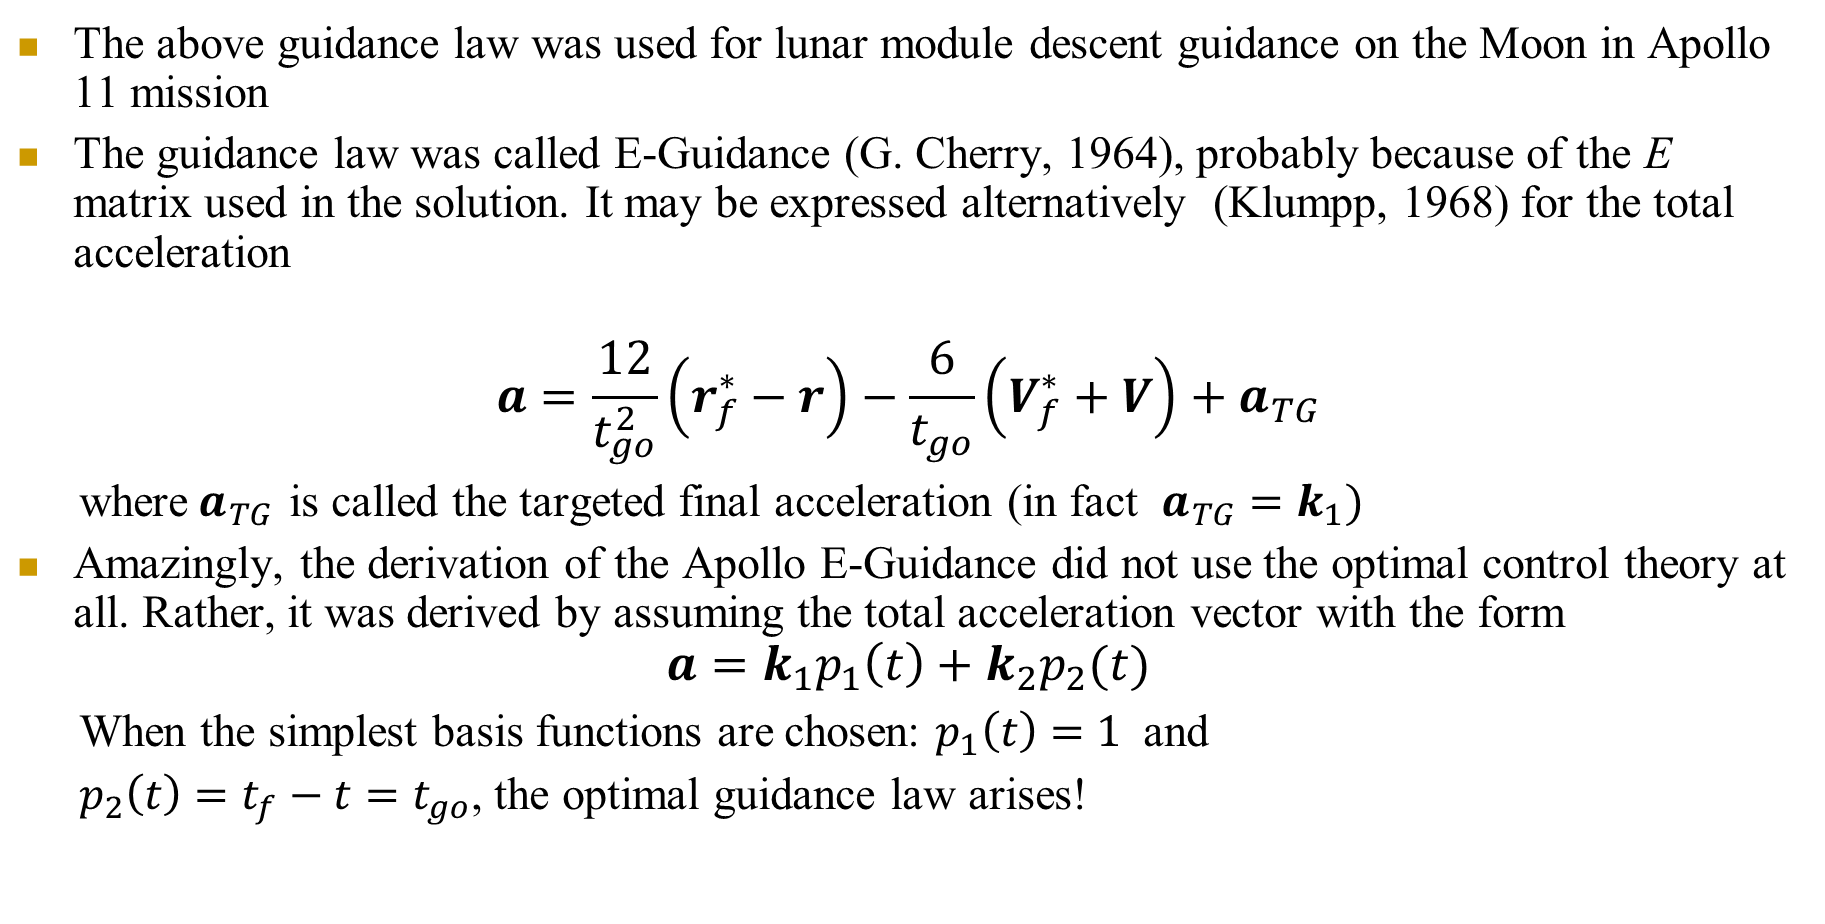 ■ The above guidance law was used for lunar module descent guidance on the Moon in Apollo
11 mission
■ The guidance law was called E-Guidance (G. Cherry, 1964), probably because of the E
matrix used in the solution. It may be expressed alternatively (Klumpp, 1968) for the total
acceleration
𝒂 = 12/t_go^2 (𝒓_f^* − 𝒓) − 6/t_go (𝑽_f^* + 𝑽) + 𝒂_TG
where 𝒂_TG is called the targeted final acceleration (in fact 𝒂_TG = 𝒌_1)
■ Amazingly, the derivation of the Apollo E-Guidance did not use the optimal control theory at
all. Rather, it was derived by assuming the total acceleration vector with the form
𝒂 = 𝒌_1p_1(t) + 𝒌_2p_2(t)
When the simplest basis functions are chosen: p_1(t) = 1 and
p_2(t) = t_f − t = t_go, the optimal guidance law arises!